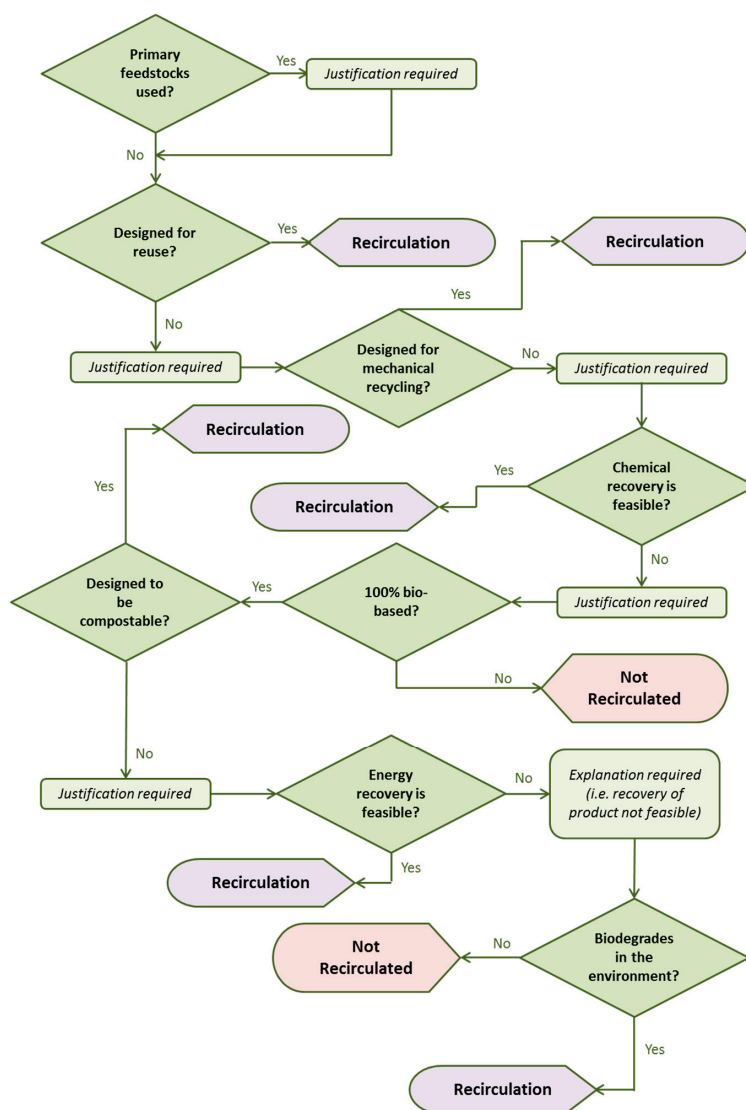 Primary
feedstocks
used?
Yes
Justification required
No
Designed for
reuse?
Yes
Recirculation
Recirculation
Yes
No
Justification required
Designed for
mechanical
recycling?
No
Justification required
Recirculation
Yes
Chemical
recovery is
feasible?
Yes
Recirculation
No
Designed to
be
compostable?
Yes
100% bio-
based?
Justification required
No
Not
Recirculated
No
Justification required
Energy
recovery is
feasible?
No
Explanation required
(i.e. recovery of
product not feasible)
Yes
Recirculation
Not
Recirculated
No
Biodegrades
in the
environment?
Yes
Recirculation